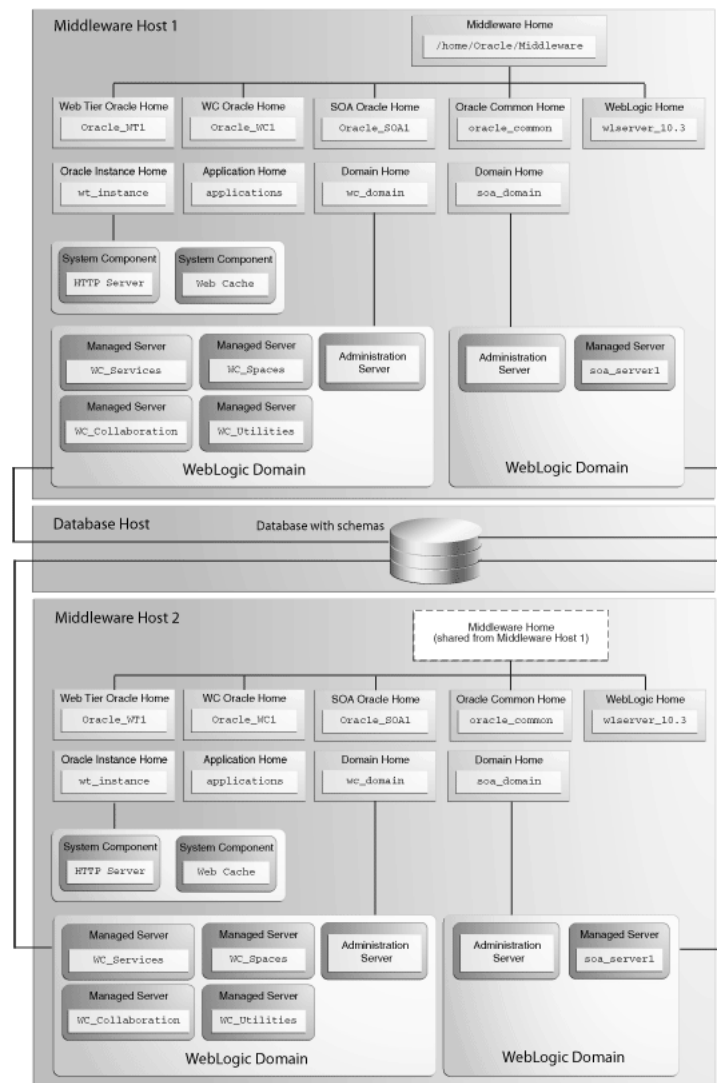 Middleware Host 1
Middleware Home
/home/Oracle/Middleware
Web Tier Oracle Home
Oracle_WT1
WC Oracle Home
Oracle_WC1
SOA Oracle Home
Oracle_SOA1
Oracle Common Home
oracle_common
WebLogic Home
wlserver_10.3
Oracle Instance Home
wt_instance
Application Home
applications
Domain Home
wc_domain
Domain Home
soa_domain
System Component
HTTP Server
System Component
Web Cache
Managed Server
WC_Services
Managed Server
WC_Spaces
Administration
Server
Managed Server
WC_Collaboration
Managed Server
WC_Utilities
WebLogic Domain
Administration
Server
Managed Server
soa_server1
WebLogic Domain
Database Host
Database with schemas
Middleware Host 2
Middleware Home
(shared from Middleware Host 1)
Web Tier Oracle Home
Oracle_WT1
WC Oracle Home
Oracle_WC1
SOA Oracle Home
Oracle_SOA1
Oracle Common Home
oracle_common
WebLogic Home
wlserver_10.3
Oracle Instance Home
wt_instance
Application Home
applications
Domain Home
wc_domain
Domain Home
soa_domain
System Component
HTTP Server
System Component
Web Cache
Managed Server
WC_Services
Managed Server
WC_Spaces
Administration
Server
Managed Server
WC_Collaboration
Managed Server
WC_Utilities
WebLogic Domain
Administration
Server
Managed Server
soa_server1
WebLogic Domain